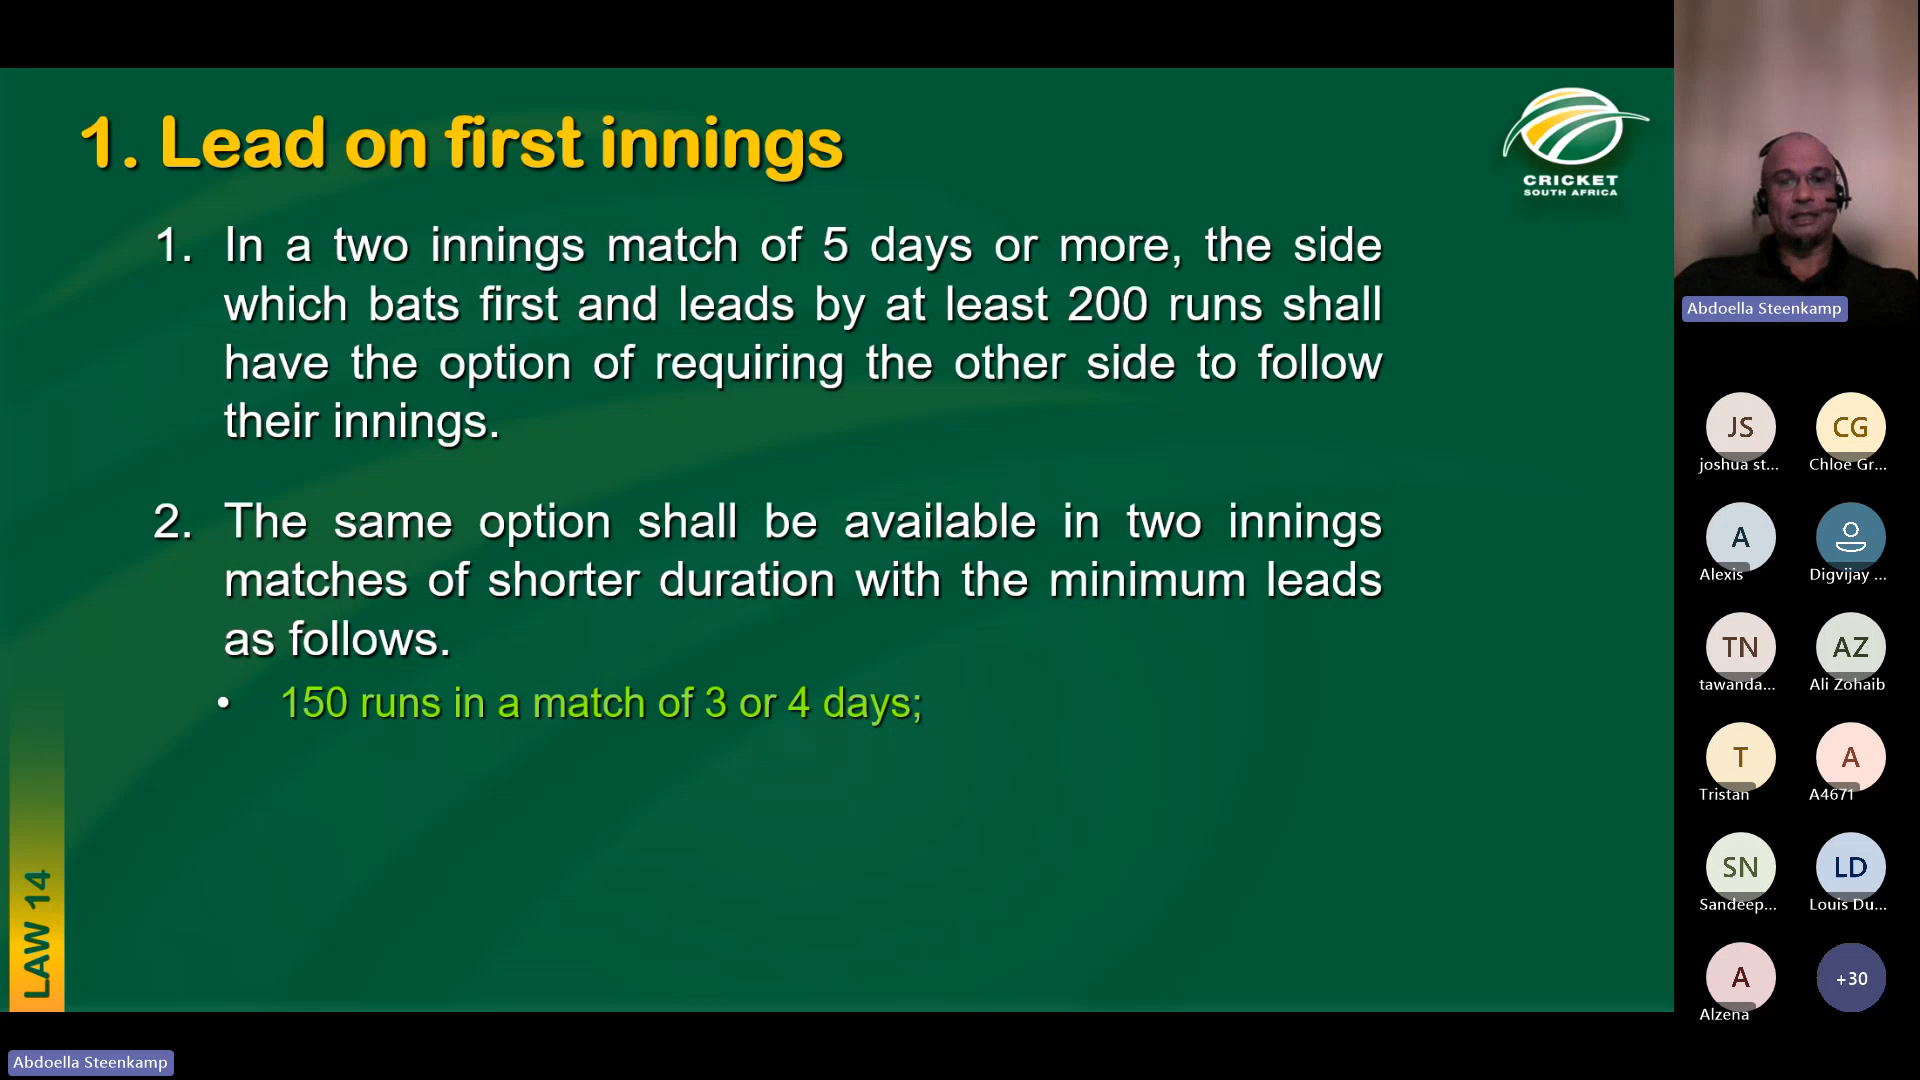 1. Lead on first innings
CRICKET
SOUTH AFRICA
1. In a two innings match of 5 days or more, the side
which bats first and leads by at least 200 runs shall
have the option of requiring the other side to follow
their innings.
2. The same option shall be available in two innings
matches of shorter duration with the minimum leads
as follows.
• 150 runs in a match of 3 or 4 days;
LAW 14
Abdoella Steenkamp
Abdoella Steenkamp
JS
joshua st...
CG
Chloe Gr...
A
Alexis
Digvijay ...
TN
tawanda...
AZ
Ali Zohaib
T
Tristan
A
A4671
SN
Sandeep...
LD
Louis Du...
A
Alzena
+30